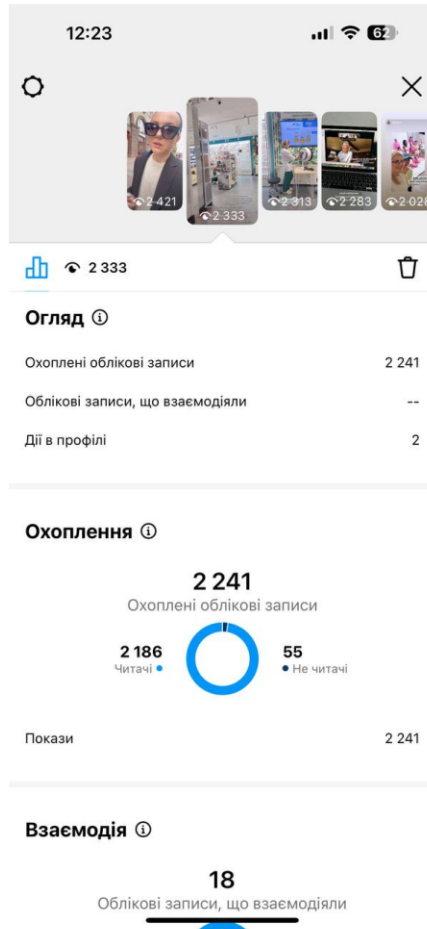 12:23
62
2 421
2 333
2 313
2 283
2 028
2 333
Огляд
Охоплені облікові записи 2 241
Облікові записи, що взаємодіяли --
Дії в профілі 2
Охоплення
2 241
Охоплені облікові записи
2 186 55
Читачі Не читачі
Покази 2 241
Взаємодія
18
Облікові записи, що взаємодіяли